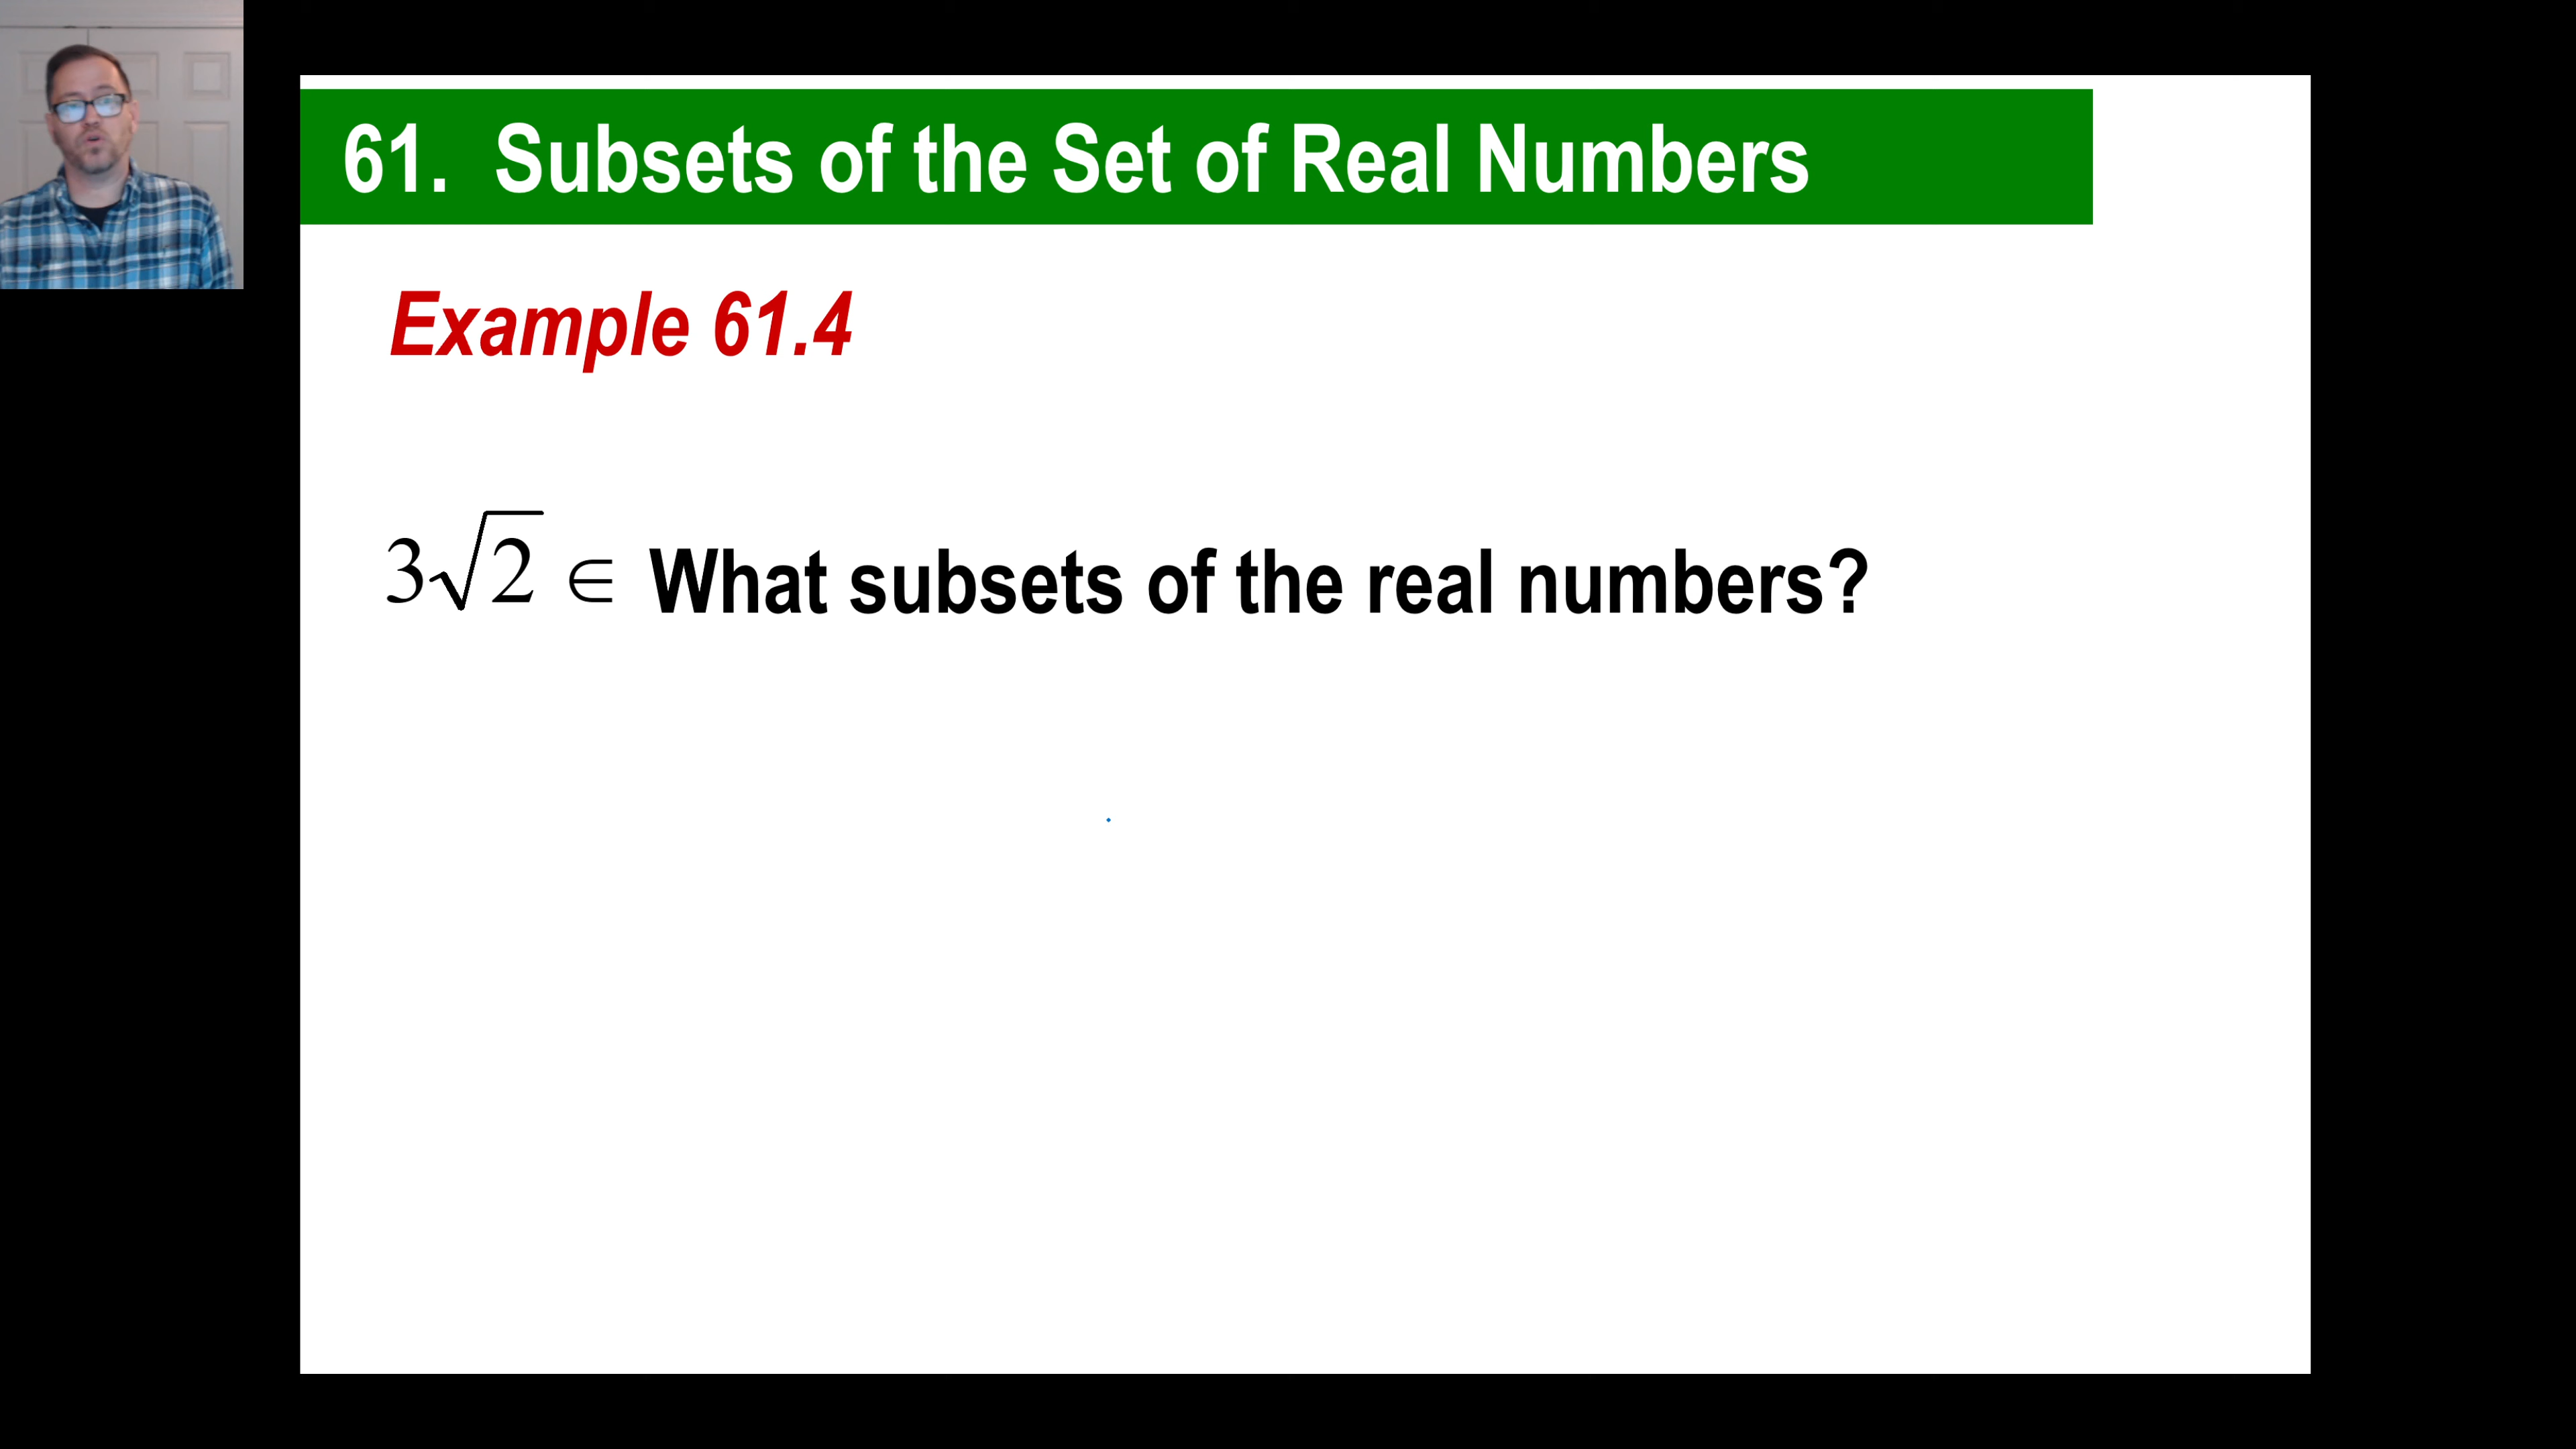 61. Subsets of the Set of Real Numbers
Example 61.4
3√2 ∈ What subsets of the real numbers?